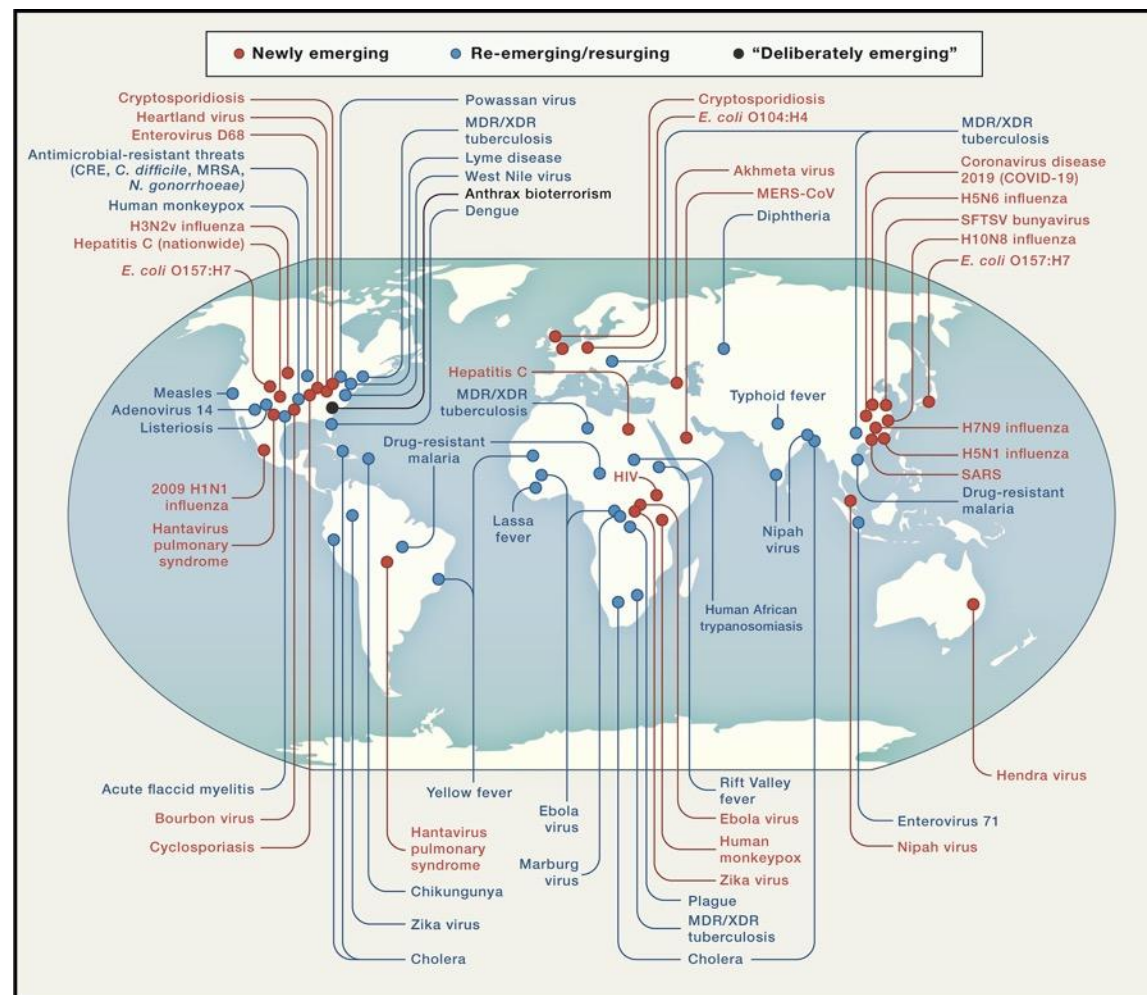 Newly emerging
Re-emerging/resurging
“Deliberately emerging”
Cryptosporidiosis
Heartland virus
Enterovirus D68
Antimicrobial-resistant threats
(CRE, C. difficile, MRSA,
N. gonorrhoeae)
Human monkeypox
H3N2v influenza
Hepatitis C (nationwide)
E. coli O157:H7
Powassan virus
MDR/XDR
tuberculosis
Lyme disease
West Nile virus
Anthrax bioterrorism
Dengue
Cryptosporidiosis
E. coli O104:H4
Akhmeta virus
MERS-CoV
Diphtheria
MDR/XDR
tuberculosis
Coronavirus disease
2019 (COVID-19)
H5N6 influenza
SFTSV bunyavirus
H10N8 influenza
E. coli O157:H7
Measles
Adenovirus 14
Listeriosis
2009 H1N1
influenza
Hantavirus
pulmonary
syndrome
Drug-resistant
malaria
Hepatitis C
MDR/XDR
tuberculosis
HIV
Lassa
fever
Typhoid fever
Nipah
virus
Human African
trypanosomiasis
H7N9 influenza
H5N1 influenza
SARS
Drug-resistant
malaria
Acute flaccid myelitis
Bourbon virus
Cyclosporiasis
Hantavirus
pulmonary
syndrome
Chikungunya
Zika virus
Cholera
Yellow fever
Ebola
virus
Marburg
virus
Rift Valley
fever
Ebola virus
Human
monkeypox
Zika virus
Plague
MDR/XDR
tuberculosis
Cholera
Hendra virus
Enterovirus 71
Nipah virus